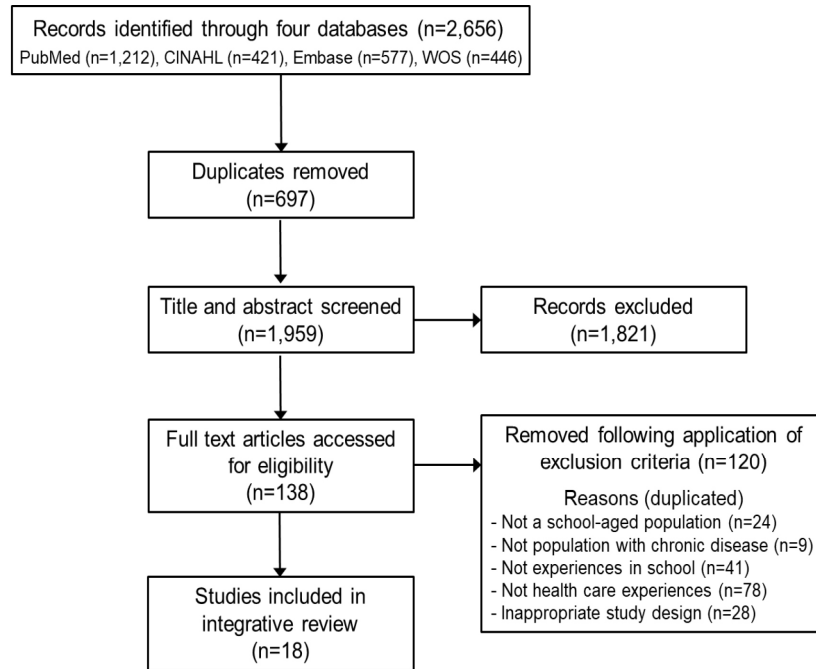 Records identified through four databases (n=2,656)
PubMed (n=1,212), CINAHL (n=421), Embase (n=577), WOS (n=446)
Duplicates removed
(n=697)
Title and abstract screened
(n=1,959)
Records excluded
(n=1,821)
Full text articles accessed
for eligibility
(n=138)
Removed following application of
exclusion criteria (n=120)
Reasons (duplicated)
- Not a school-aged population (n=24)
- Not population with chronic disease (n=9)
- Not experiences in school (n=41)
- Not health care experiences (n=78)
- Inappropriate study design (n=28)
Studies included in
integrative review
(n=18)